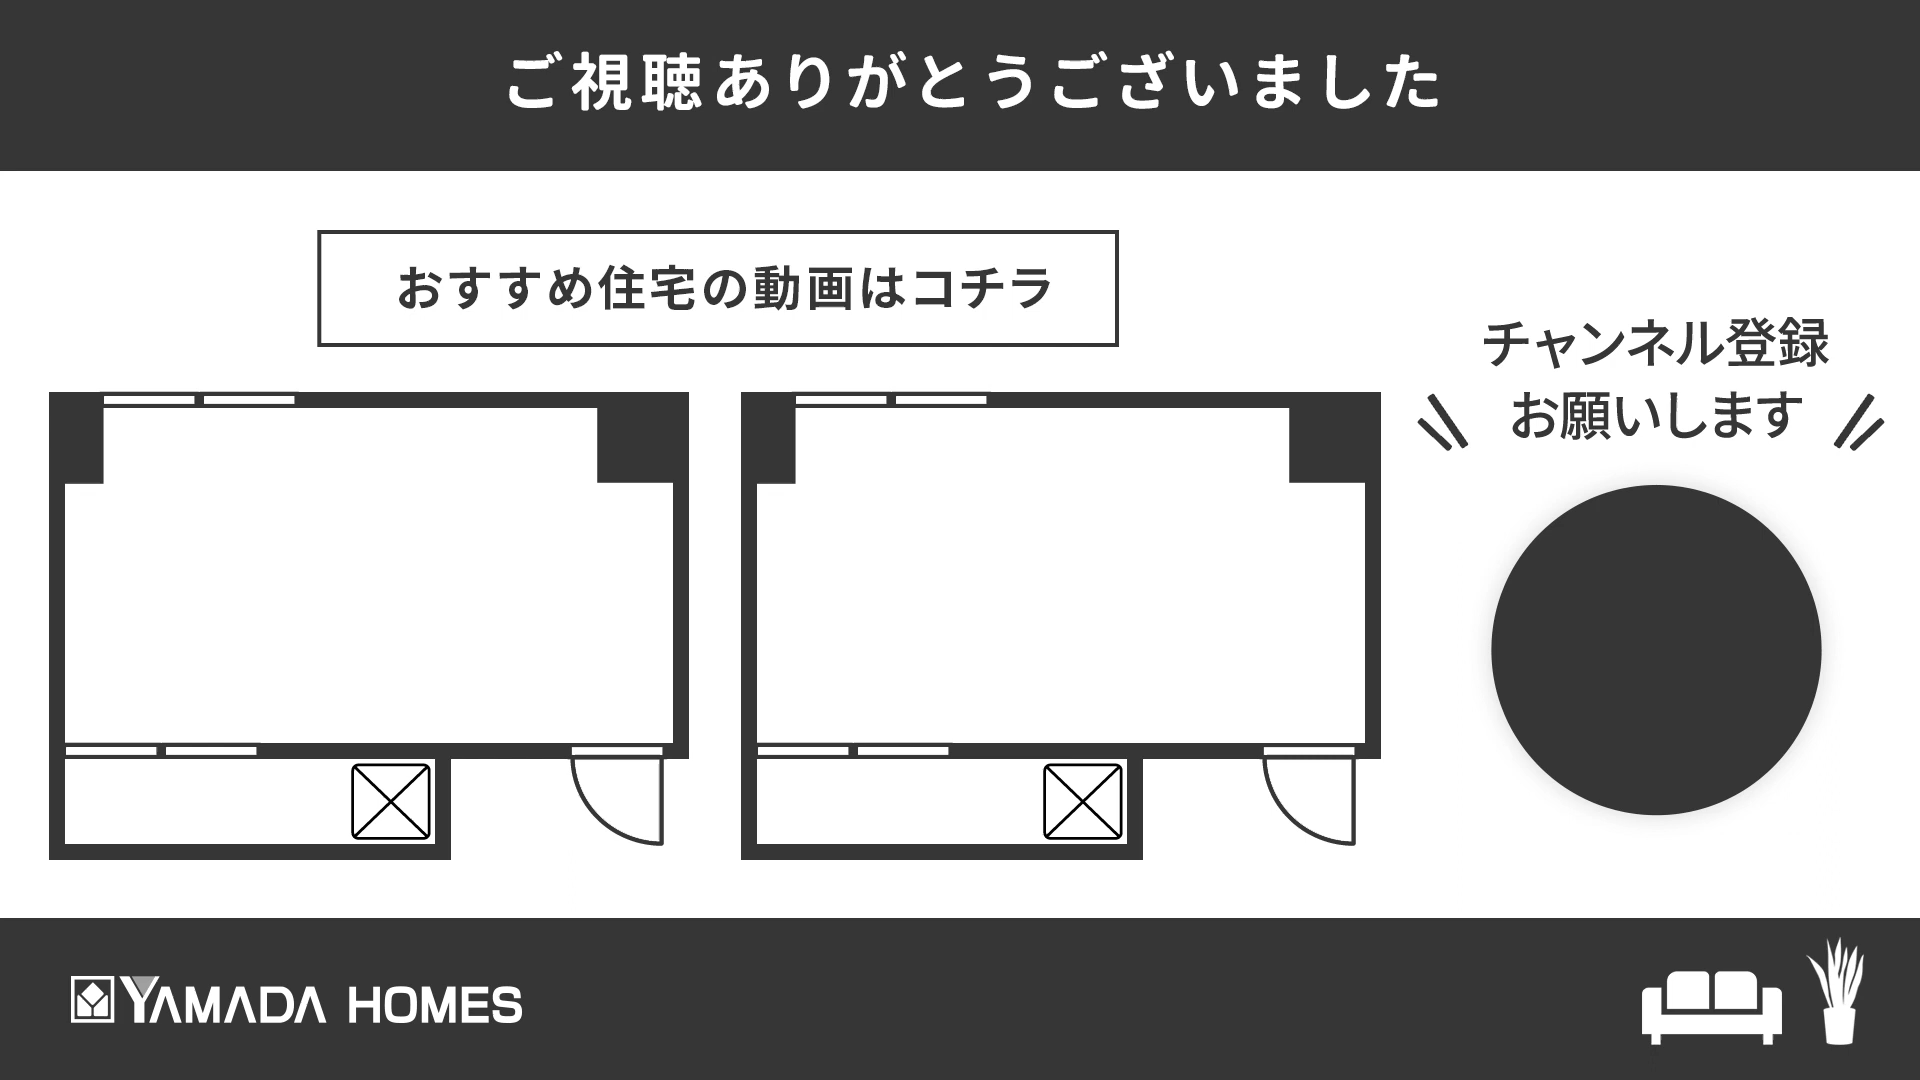 ご視聴ありがとうございました
おすすめ住宅の動画はコチラ
チャンネル登録
お願いします
YAMADA HOMES